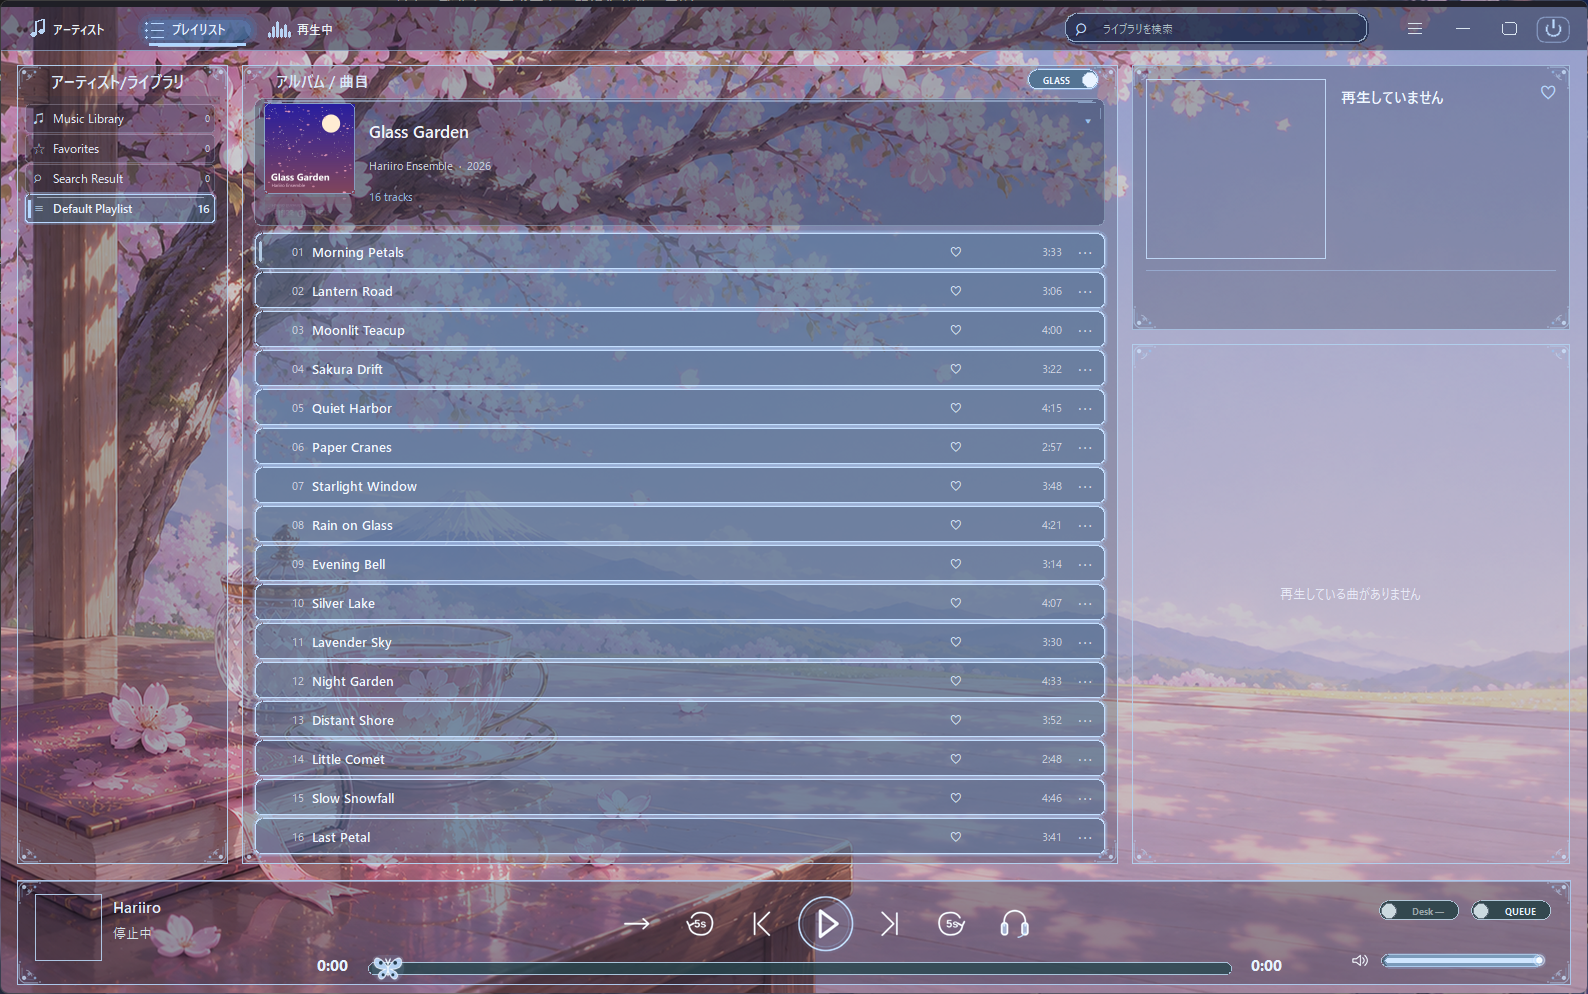 アーティスト
プレイリスト
再生中
ライブラリを検索
アーティスト/ライブラリ
Music Library 0
Favorites 0
Search Result 0
Default Playlist 16
アルバム / 曲目
GLASS
Glass Garden
Hariiro Ensemble
Glass Garden
Hariiro Ensemble · 2026
16 tracks
01 Morning Petals 3:33
02 Lantern Road 3:06
03 Moonlit Teacup 4:00
04 Sakura Drift 3:22
05 Quiet Harbor 4:15
06 Paper Cranes 2:57
07 Starlight Window 3:48
08 Rain on Glass 4:21
09 Evening Bell 3:14
10 Silver Lake 4:07
11 Lavender Sky 3:30
12 Night Garden 4:33
13 Distant Shore 3:52
14 Little Comet 2:48
15 Slow Snowfall 4:46
16 Last Petal 3:41
再生していません
再生している曲がありません
Hariiro
停止中
5s
5s
0:00
0:00
Desk —
QUEUE